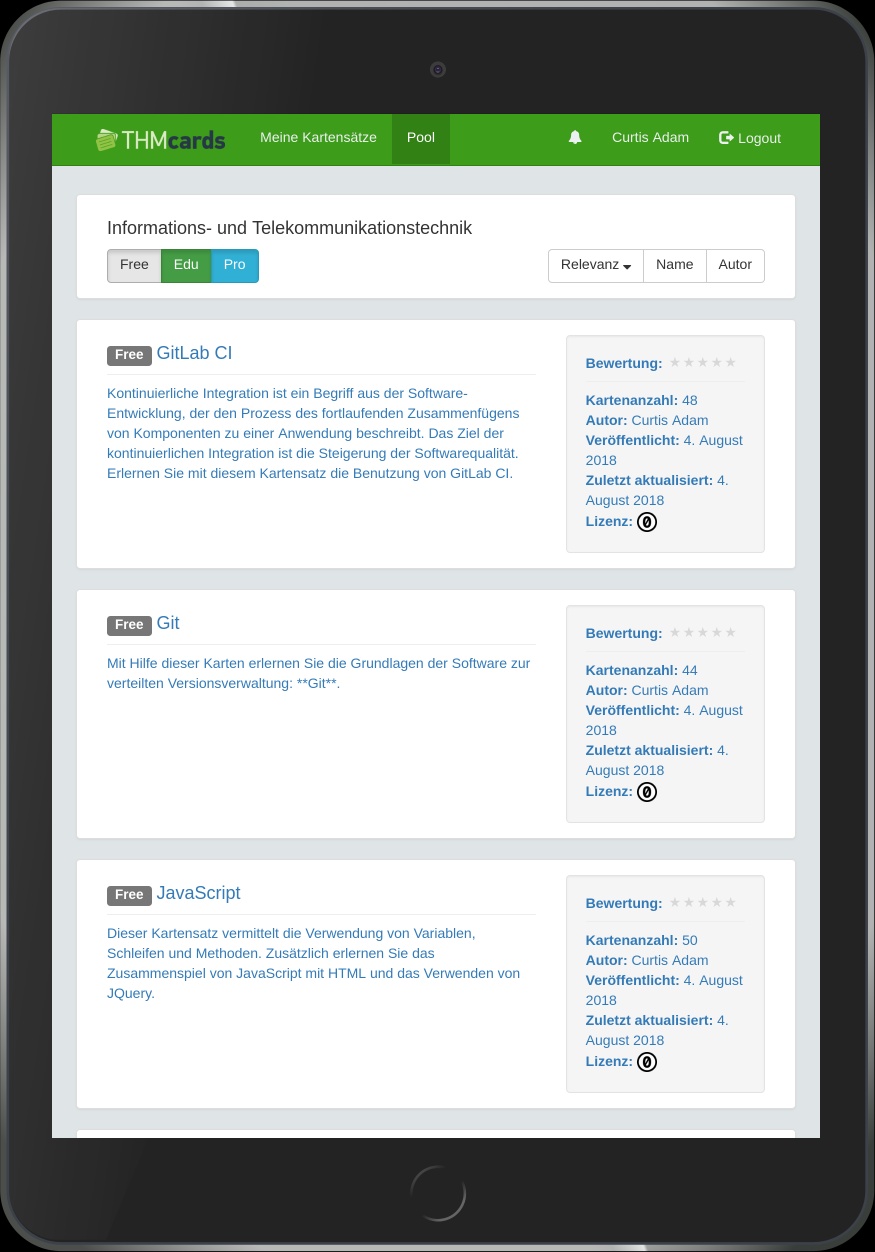 THMcards Meine Kartensätze Pool Curtis Adam Logout
Informations- und Telekommunikationstechnik
Free Edu Pro Relevanz Name Autor
Free GitLab CI
Kontinuierliche Integration ist ein Begriff aus der Software-
Entwicklung, der den Prozess des fortlaufenden Zusammenfügens
von Komponenten zu einer Anwendung beschreibt. Das Ziel der
kontinuierlichen Integration ist die Steigerung der Softwarequalität.
Erlernen Sie mit diesem Kartensatz die Benutzung von GitLab CI.
Bewertung: ★★★★★
Kartenanzahl: 48
Autor: Curtis Adam
Veröffentlicht: 4. August
2018
Zuletzt aktualisiert: 4.
August 2018
Lizenz: 0
Free Git
Mit Hilfe dieser Karten erlernen Sie die Grundlagen der Software zur
verteilten Versionsverwaltung: **Git**.
Bewertung: ★★★★★
Kartenanzahl: 44
Autor: Curtis Adam
Veröffentlicht: 4. August
2018
Zuletzt aktualisiert: 4.
August 2018
Lizenz: 0
Free JavaScript
Dieser Kartensatz vermittelt die Verwendung von Variablen,
Schleifen und Methoden. Zusätzlich erlernen Sie das
Zusammenspiel von JavaScript mit HTML und das Verwenden von
JQuery.
Bewertung: ★★★★★
Kartenanzahl: 50
Autor: Curtis Adam
Veröffentlicht: 4. August
2018
Zuletzt aktualisiert: 4.
August 2018
Lizenz: 0